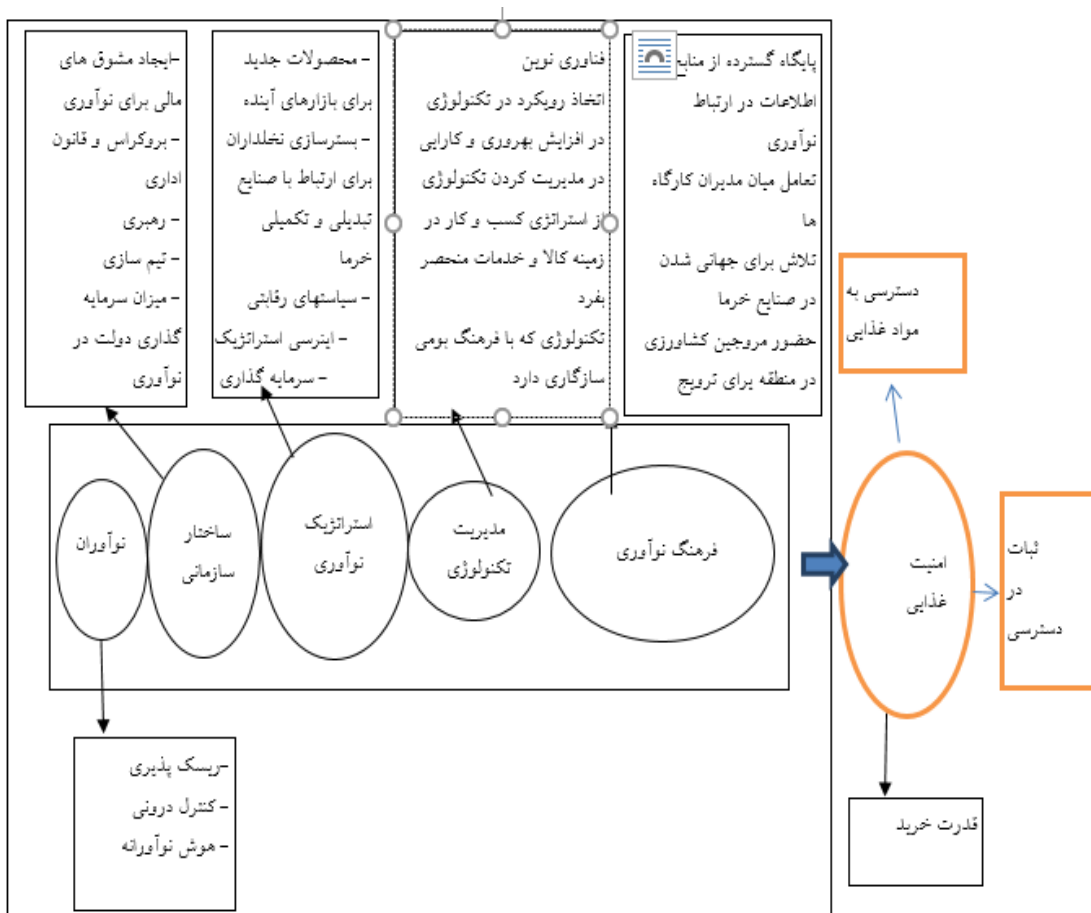 پایگاه گسترده از منابع
اطلاعات در ارتباط
نوآوری
تعامل میان مدیران کارگاه
ها
تلاش برای جهانی شدن
در صنایع خرما
حضور مروجین کشاورزی
در منطقه برای ترویج
فناوری نوین
اتخاذ رویکرد در تکنولوژی
در افزایش بهروری و کارایی
در مدیریت کردن تکنولوژی
از استراتژی کسب و کار در
زمینه کالا و خدمات منحصر
بفرد
تکنولوژی که با فرهنگ بومی
سازگاری دارد
- محصولات جدید
برای بازارهای آینده
- بسترسازی نخلداران
برای ارتباط با صنایع
تبدیلی و تکمیلی
خرما
- سیاستهای رقابتی
- اینرسی استراتژیک
- سرمایه گذاری
-ایجاد مشوق های
مالی برای نوآوری
- بروکراس و قانون
اداری
- رهبری
- تیم سازی
- میزان سرمایه
گذاری دولت در
نوآوری
دسترسی به
مواد غذایی
فرهنگ نوآوری
مدیریت
تکنولوژی
استراتژیک
نوآوری
ساختار
سازمانی
نوآوران
امنیت
غذایی
ثبات
در
دسترسی
-ریسک پذیری
- کنترل درونی
- هوش نوآورانه
قدرت خرید